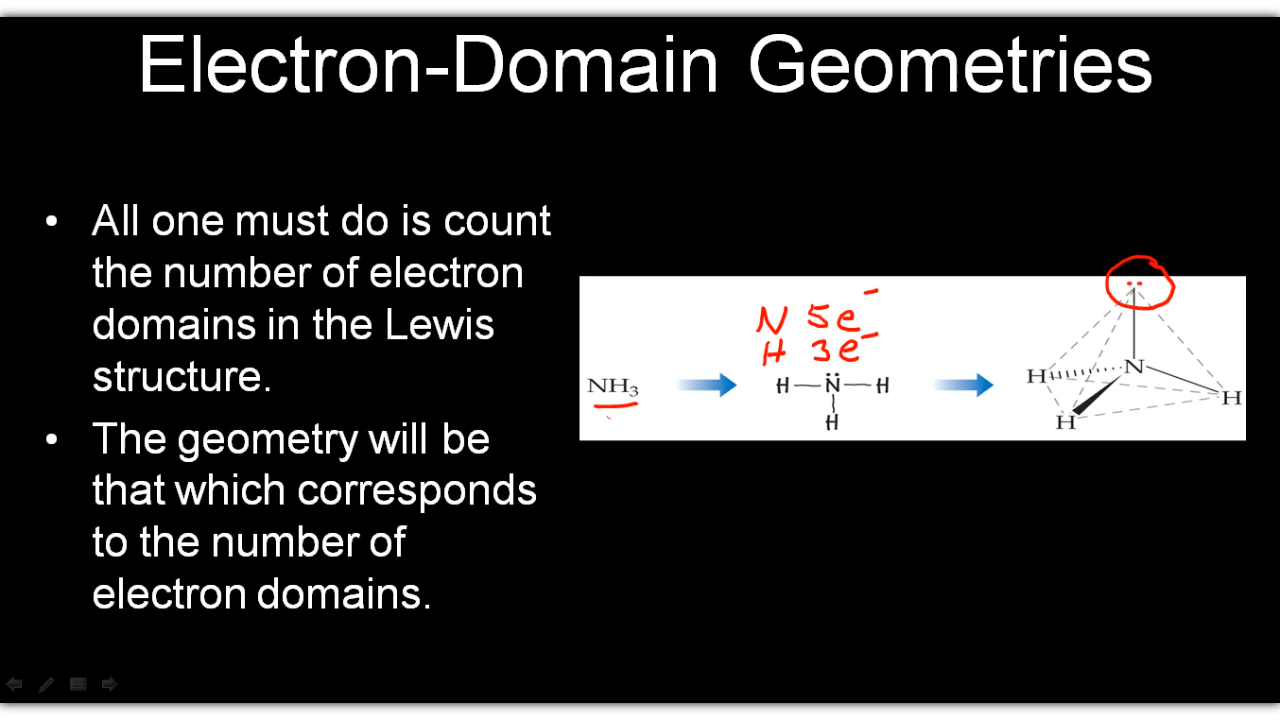 Electron-Domain Geometries
• All one must do is count
the number of electron
domains in the Lewis
structure.
• The geometry will be
that which corresponds
to the number of
electron domains.
NH₃
N 5e⁻
H 3e⁻
H—N̈—H
H
N
H
H
H